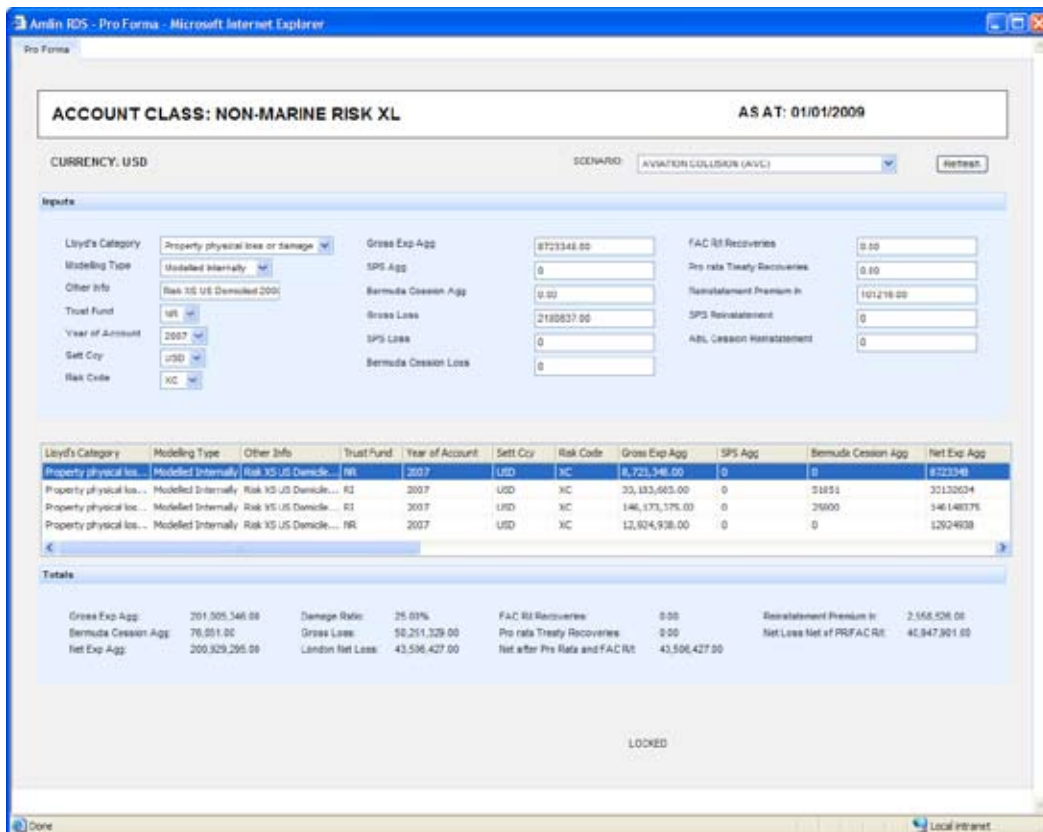 Amlin RDS - Pro Forma - Microsoft Internet Explorer
Pro Forma
ACCOUNT CLASS: NON-MARINE RISK XL AS AT: 01/01/2009
CURRENCY: USD SCENARIO AVIATION COLLISION (AVC) Refresh
Inputs
Lloyd's Category Property physical loss or damage Gross Exp Agg 8723348.00 FAC R/I Recoveries 0.00
Modelling Type Modelled Internally SPS Agg 0 Pro rata Treaty Recoveries 0.00
Other Info Risk XS US Domiciled 200 Bermuda Cession Agg 0.00 Reinstatement Premium In 101216.00
Trust Fund NR Gross Loss 2180837.00 SPS Reinstatement 0
Year of Account 2007 SPS Loss 0 ABL Cession Reinstatement 0
Sett Ccy USD Bermuda Cession Loss 0
Risk Code XC
Lloyd's Category Modelling Type Other Info Trust Fund Year of Account Sett Ccy Risk Code Gross Exp Agg SPS Agg Bermuda Cession Agg Net Exp Agg
Property physical los... Modelled Internally Risk XS US Domicile... NR 2007 USD XC 8,723,348.00 0 0 8723348
Property physical los... Modelled Internally Risk XS US Domicile... RI 2007 USD XC 33,183,685.00 0 51051 33132634
Property physical los... Modelled Internally Risk XS US Domicile... RI 2007 USD XC 146,173,375.00 0 25000 146148375
Property physical los... Modelled Internally Risk XS US Domicile... NR 2007 USD XC 12,924,938.00 0 0 12924938
Totals
Gross Exp Agg: 201,005,346.00 Damage Ratio: 25.00% FAC R/I Recoveries 0.00 Reinstatement Premium In: 2,558,526.00
Bermuda Cession Agg: 76,051.00 Gross Loss: 50,251,329.00 Pro rata Treaty Recoveries 0.00 Net Loss Net of PR/FAC R/I: 40,947,901.00
Net Exp Agg: 200,929,295.00 London Net Loss: 43,506,427.00 Net after Pro Rata and FAC R/I: 43,506,427.00
LOCKED
Done Local intranet